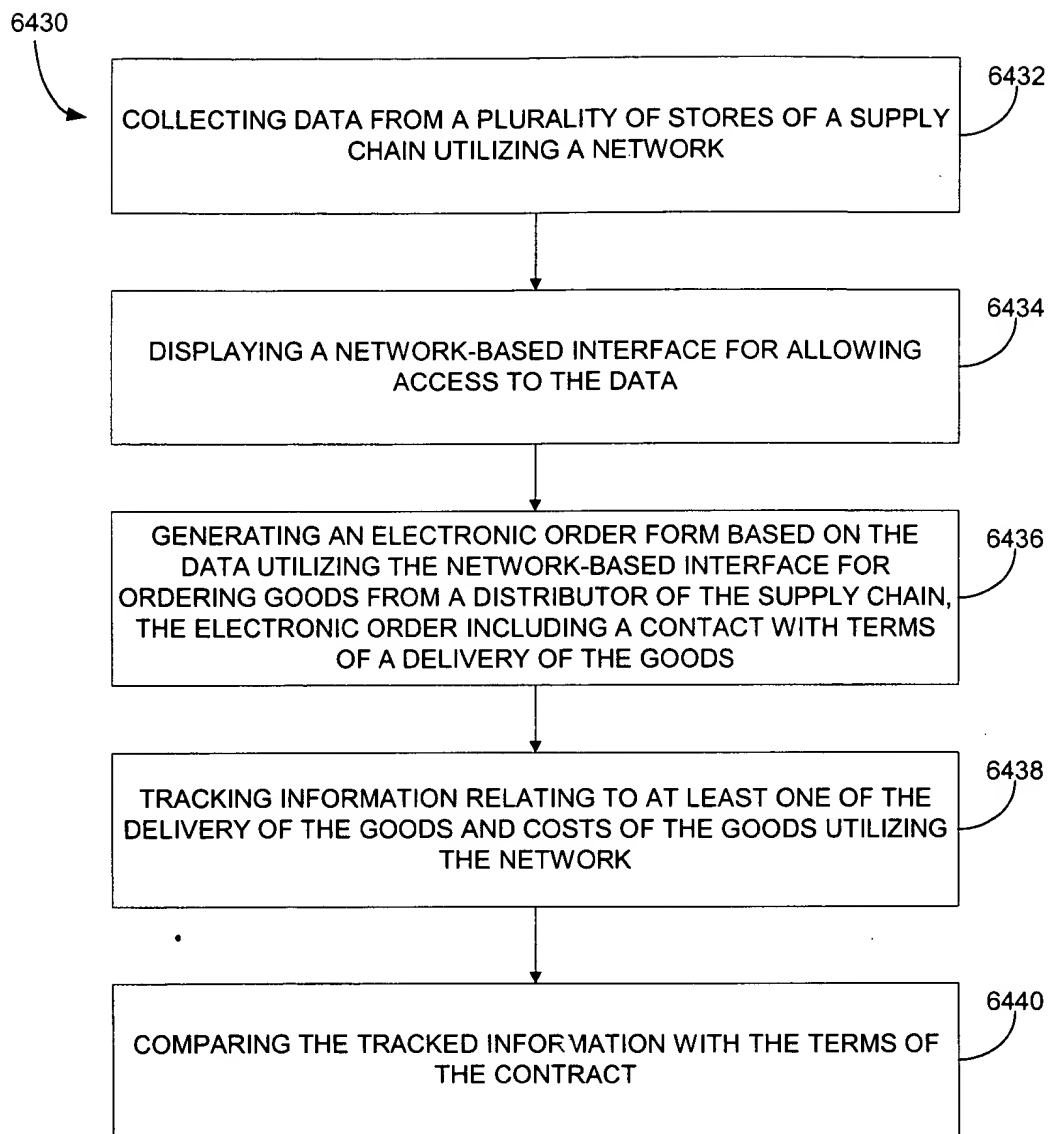 6430
6432
COLLECTING DATA FROM A PLURALITY OF STORES OF A SUPPLY
CHAIN UTILIZING A NETWORK
6434
DISPLAYING A NETWORK-BASED INTERFACE FOR ALLOWING
ACCESS TO THE DATA
6436
GENERATING AN ELECTRONIC ORDER FORM BASED ON THE
DATA UTILIZING THE NETWORK-BASED INTERFACE FOR
ORDERING GOODS FROM A DISTRIBUTOR OF THE SUPPLY CHAIN,
THE ELECTRONIC ORDER INCLUDING A CONTACT WITH TERMS
OF A DELIVERY OF THE GOODS
6438
TRACKING INFORMATION RELATING TO AT LEAST ONE OF THE
DELIVERY OF THE GOODS AND COSTS OF THE GOODS UTILIZING
THE NETWORK
6440
COMPARING THE TRACKED INFORMATION WITH THE TERMS OF
THE CONTRACT